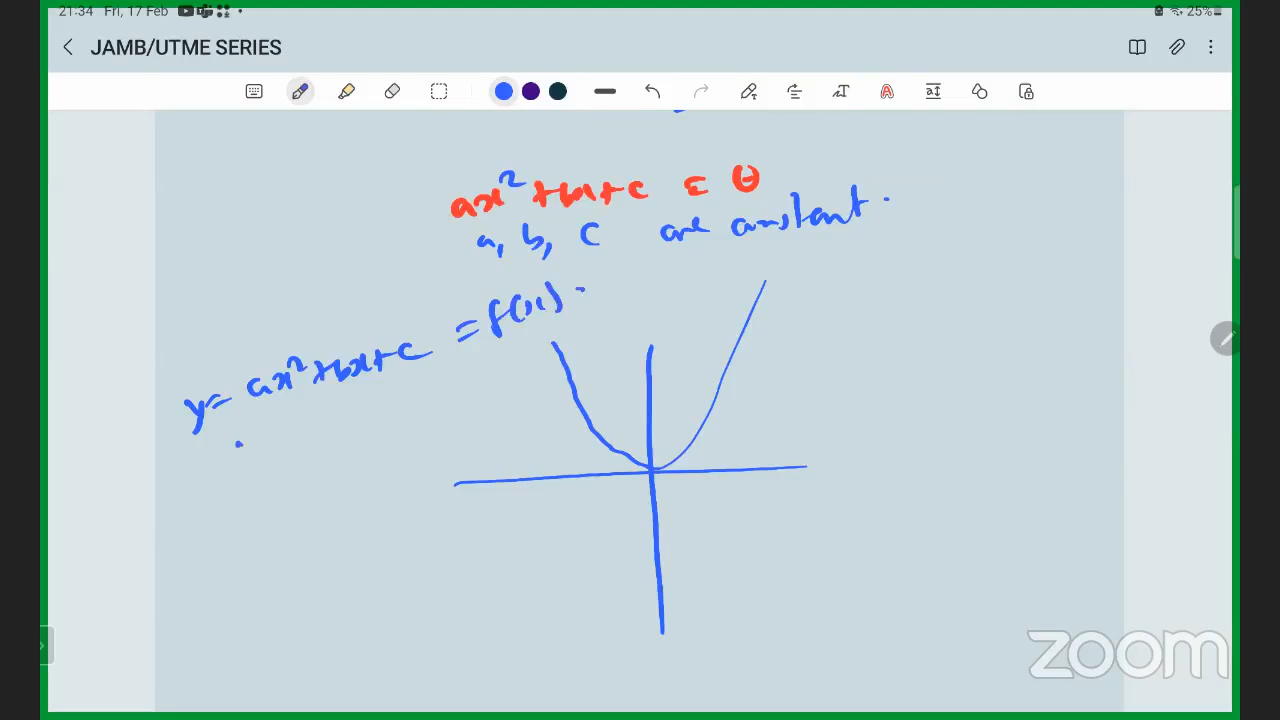 21:34 Fri, 17 Feb
25%
JAMB/UTME SERIES
ax²+bx+c = 0
a, b, c are constant.
y= ax²+bx+c = f(x).
zoom